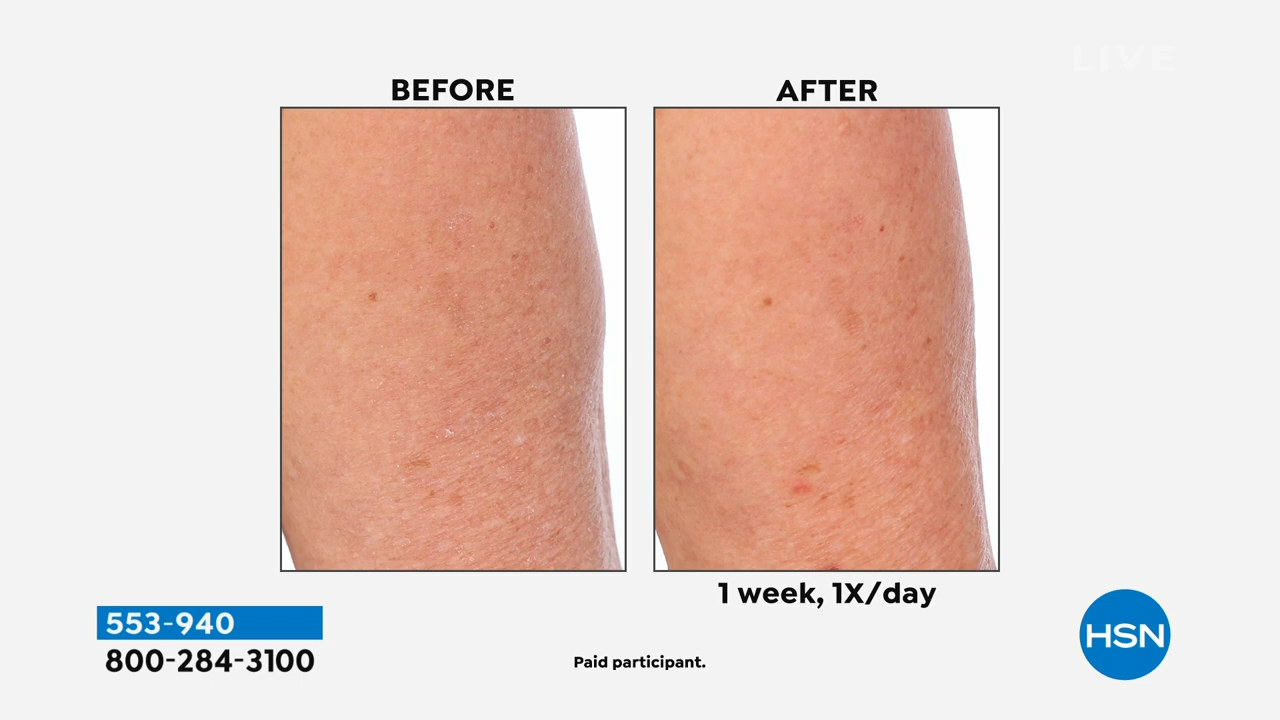 LIVE
BEFORE
AFTER
1 week, 1X/day
553-940
800-284-3100
Paid participant.
HSN